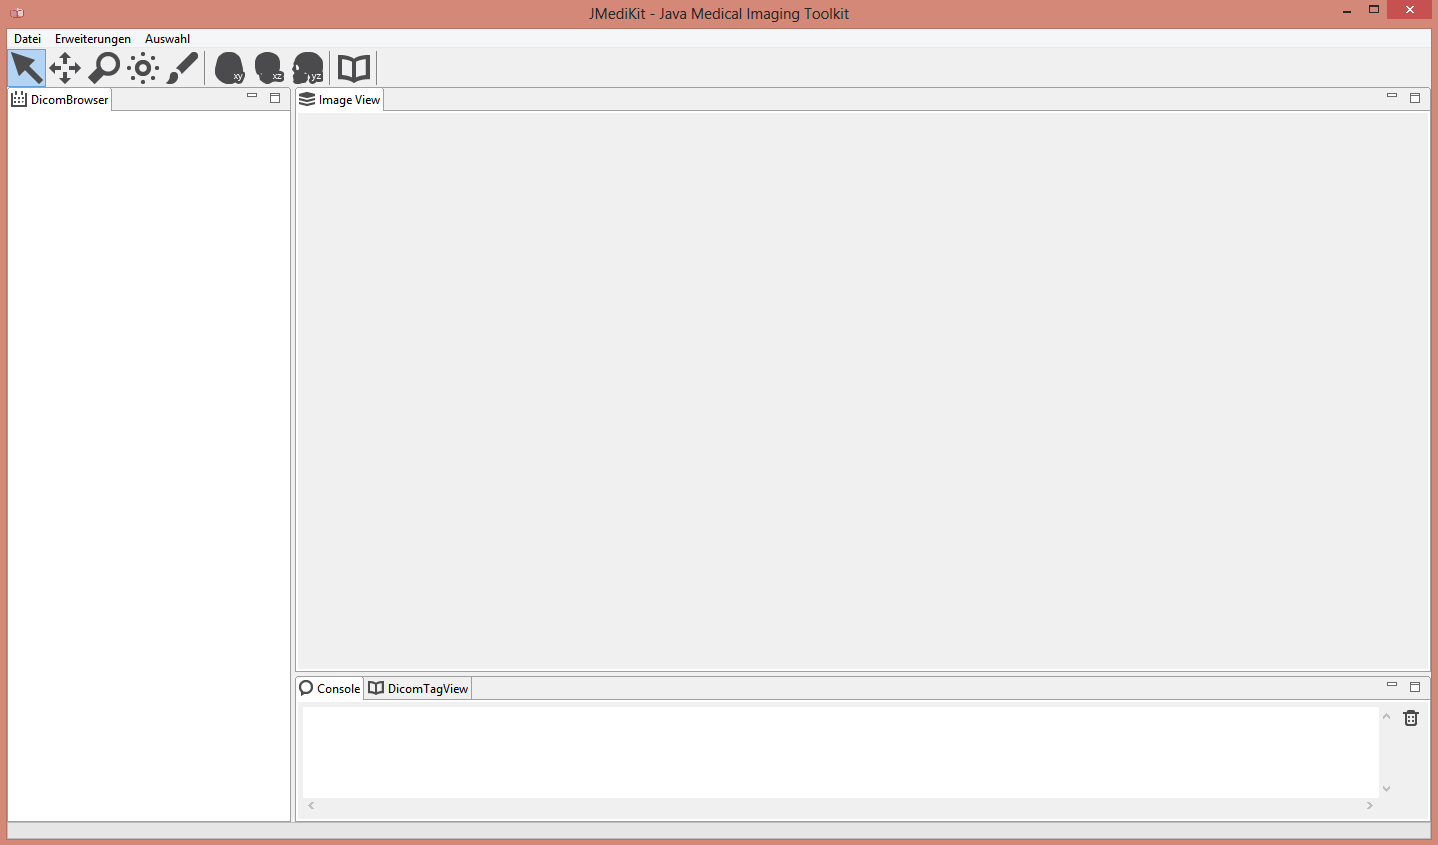 JMediKit - Java Medical Imaging Toolkit
Datei Erweiterungen Auswahl
xy xz yz
DicomBrowser
Image View
Console DicomTagView